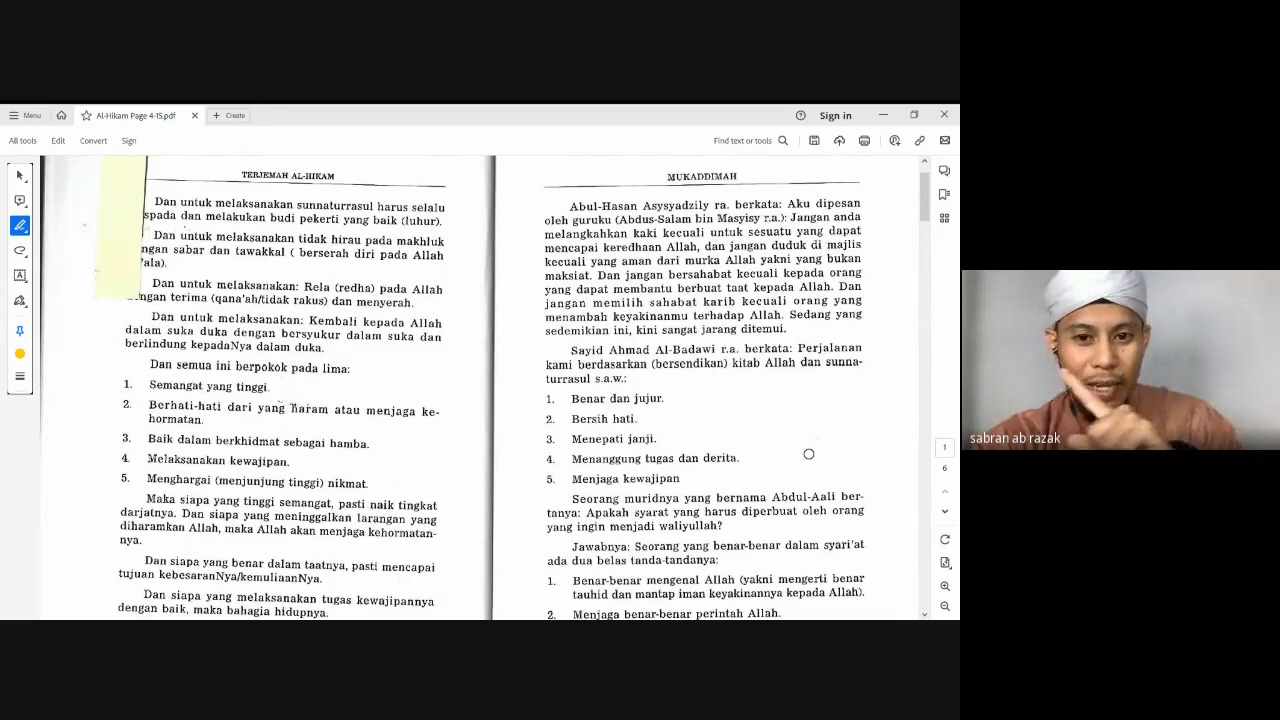 Menu
Al-Hikam Page 4-15.pdf
Create
Sign in
All tools
Edit
Convert
Sign
Find text or tools
TERJEMAH AL-HIKAM
Dan untuk melaksanakan sunnaturrasul harus selalu
spada dan melakukan budi pekerti yang baik (luhur).
Dan untuk melaksanakan tidak hirau pada makhluk
ngan sabar dan tawakkal ( berserah diri pada Allah
'ala).
Dan untuk melaksanakan: Rela (redha) pada Allah
engan terima (qana'ah/tidak rakus) dan menyerah.
Dan untuk melaksanakan: Kembali kepada Allah
dalam suka duka dengan bersyukur dalam suka dan
berlindung kepadaNya dalam duka.
Dan semua ini berpokok pada lima:
1. Semangat yang tinggi.
2. Berhati-hati dari yang haram atau menjaga ke-
hormatan.
3. Baik dalam berkhidmat sebagai hamba.
4. Melaksanakan kewajipan.
5. Menghargai (menjunjung tinggi) nikmat.
Maka siapa yang tinggi semangat, pasti naik tingkat
darjatnya. Dan siapa yang meninggalkan larangan yang
diharamkan Allah, maka Allah akan menjaga kehormatan-
nya.
Dan siapa yang benar dalam taatnya, pasti mencapai
tujuan kebesaranNya/kemuliaanNya.
Dan siapa yang melaksanakan tugas kewajipannya
dengan baik, maka bahagia hidupnya.
MUKADDIMAH
Abul-Hasan Asysyadzily ra. berkata: Aku dipesan
oleh guruku (Abdus-Salam bin Masyisy r.a.): Jangan anda
melangkahkan kaki kecuali untuk sesuatu yang dapat
mencapai keredhaan Allah, dan jangan duduk di majlis
kecuali yang aman dari murka Allah yakni yang bukan
maksiat. Dan jangan bersahabat kecuali kepada orang
yang dapat membantu berbuat taat kepada Allah. Dan
jangan memilih sahabat karib kecuali orang yang
menambah keyakinanmu terhadap Allah. Sedang yang
sedemikian ini, kini sangat jarang ditemui.
Sayid Ahmad Al-Badawi r.a. berkata: Perjalanan
kami berdasarkan (bersendikan) kitab Allah dan sunna-
turrasul s.a.w.:
1. Benar dan jujur.
2. Bersih hati.
3. Menepati janji.
4. Menanggung tugas dan derita.
5. Menjaga kewajipan
Seorang muridnya yang bernama Abdul-Aali ber-
tanya: Apakah syarat yang harus diperbuat oleh orang
yang ingin menjadi waliyullah?
Jawabnya: Seorang yang benar-benar dalam syari'at
ada dua belas tanda-tandanya:
1. Benar-benar mengenal Allah (yakni mengerti benar
tauhid dan mantap iman keyakinannya kepada Allah).
2. Menjaga benar-benar perintah Allah.
1
6
sabran ab razak